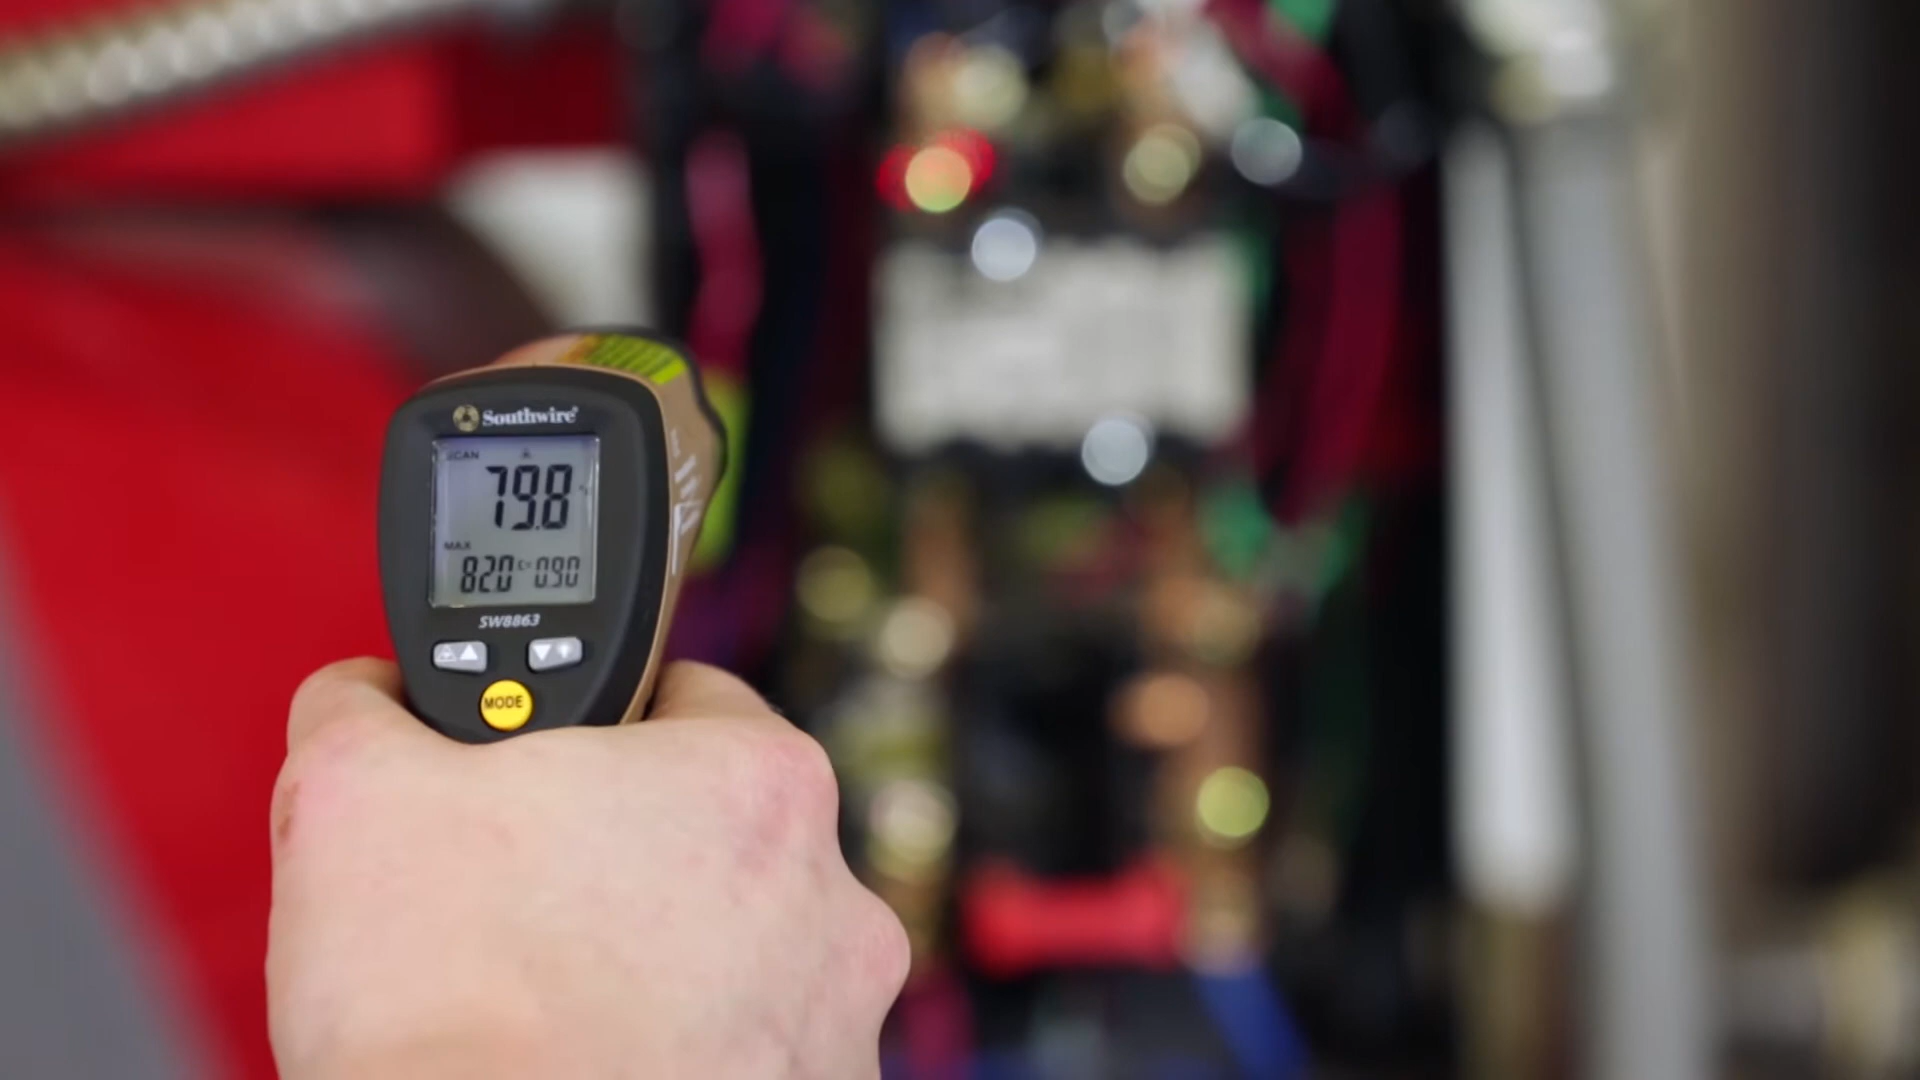 Southwire®
SCAN
79.8
MAX
82.0 ε= 0.90
SW8863
MODE